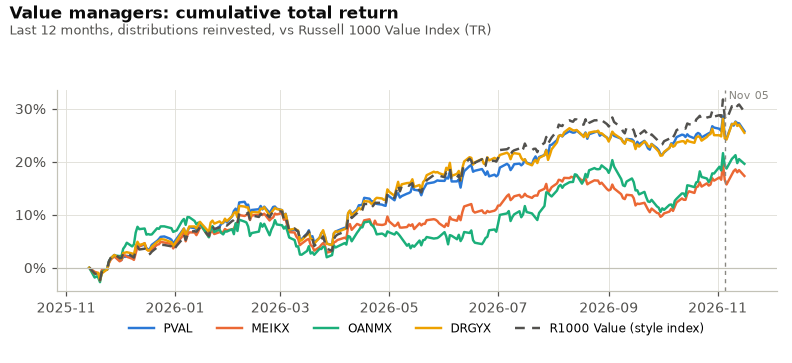 Value managers: cumulative total return
Last 12 months, distributions reinvested, vs Russell 1000 Value Index (TR)
Nov 05
30%
20%
10%
0%
2025-11 2026-01 2026-03 2026-05 2026-07 2026-09 2026-11
PVAL MEIKX OANMX DRGYX R1000 Value (style index)